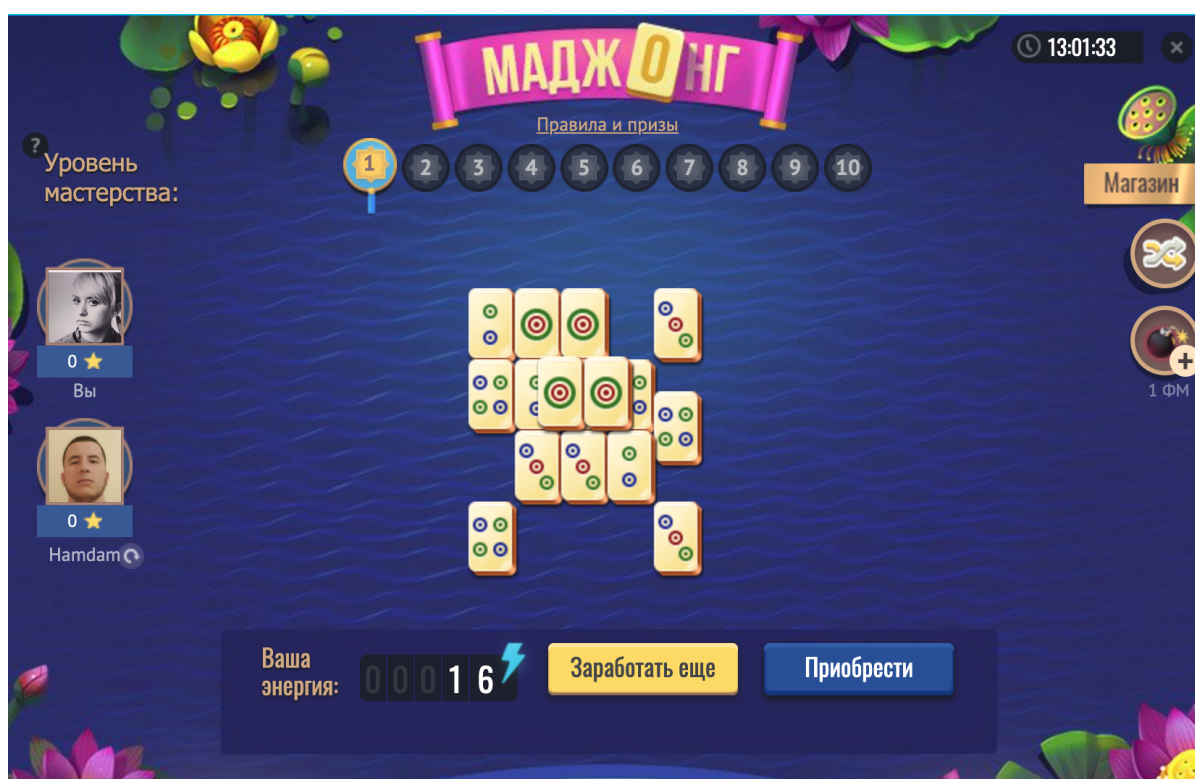 МАДЖОНГ
13:01:33
Правила и призы
?
Уровень
мастерства:
1 2 3 4 5 6 7 8 9 10
Магазин
0
Вы
1 ФМ
0
Hamdam
Ваша
энергия:
00016
Заработать еще
Приобрести